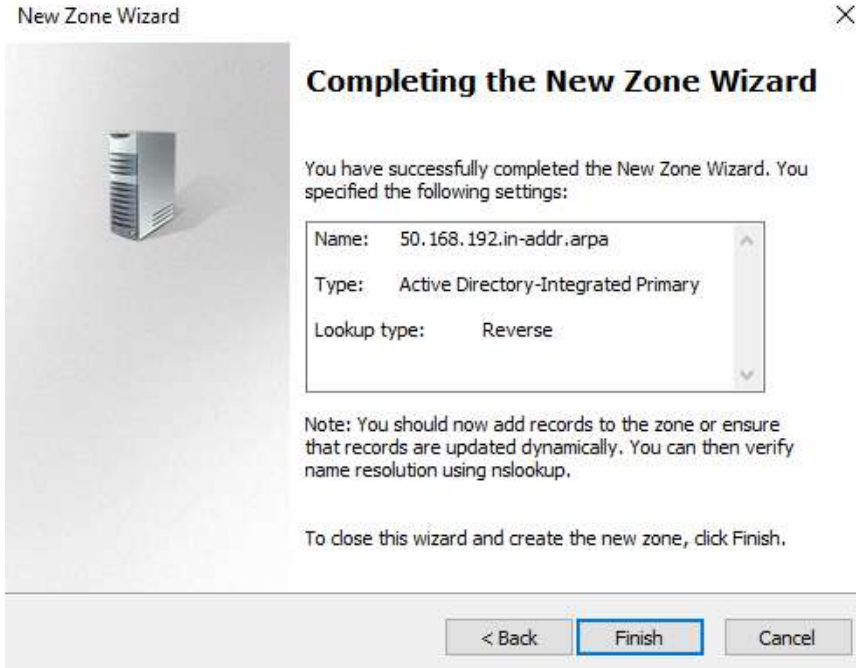 New Zone Wizard
Completing the New Zone Wizard
You have successfully completed the New Zone Wizard. You
specified the following settings:
Name: 50.168.192.in-addr.arpa
Type: Active Directory-Integrated Primary
Lookup type: Reverse
Note: You should now add records to the zone or ensure
that records are updated dynamically. You can then verify
name resolution using nslookup.
To close this wizard and create the new zone, click Finish.
< Back Finish Cancel